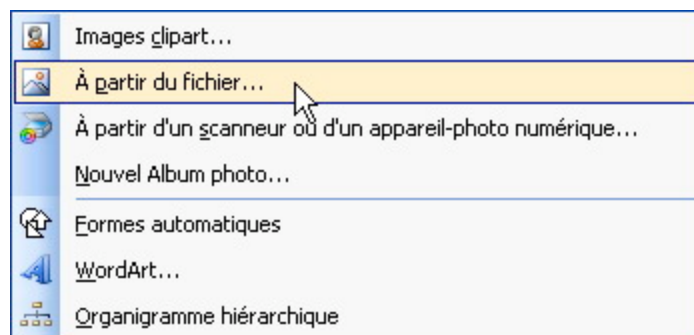 Images clipart...
À partir du fichier...
À partir d'un scanneur ou d'un appareil-photo numérique...
Nouvel Album photo...
Formes automatiques
WordArt...
Organigramme hiérarchique